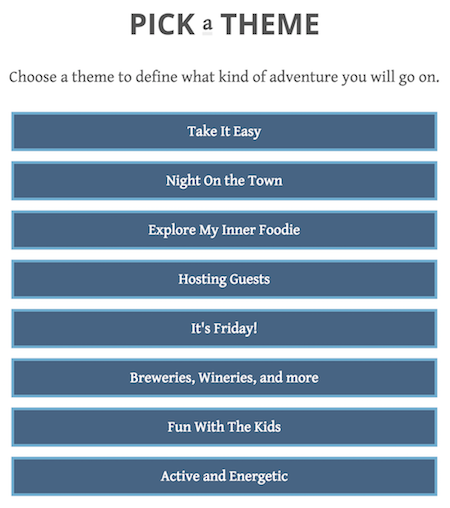 PICK a THEME
Choose a theme to define what kind of adventure you will go on.
Take It Easy
Night On the Town
Explore My Inner Foodie
Hosting Guests
It's Friday!
Breweries, Wineries, and more
Fun With The Kids
Active and Energetic